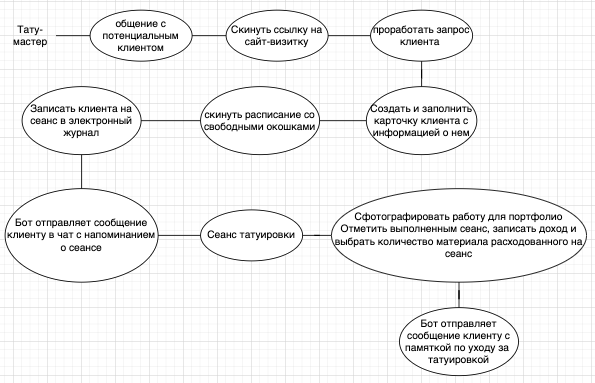 Тату-
мастер
общение с
потенциальным
клиентом
Скинуть ссылку на
сайт-визитку
проработать запрос
клиента
Записать клиента на
сеанс в электронный
журнал
скинуть расписание со
свободными окошками
Создать и заполнить
карточку клиента с
информацией о нем
Бот отправляет сообщение
клиенту в чат с напоминанием
о сеансе
Сеанс татуировки
Сфотографировать работу для портфолио
Отметить выполненным сеанс, записать доход и
выбрать количество материала расходованного на
сеанс
Бот отправляет
сообщение клиенту с
памяткой по уходу за
татуировкой